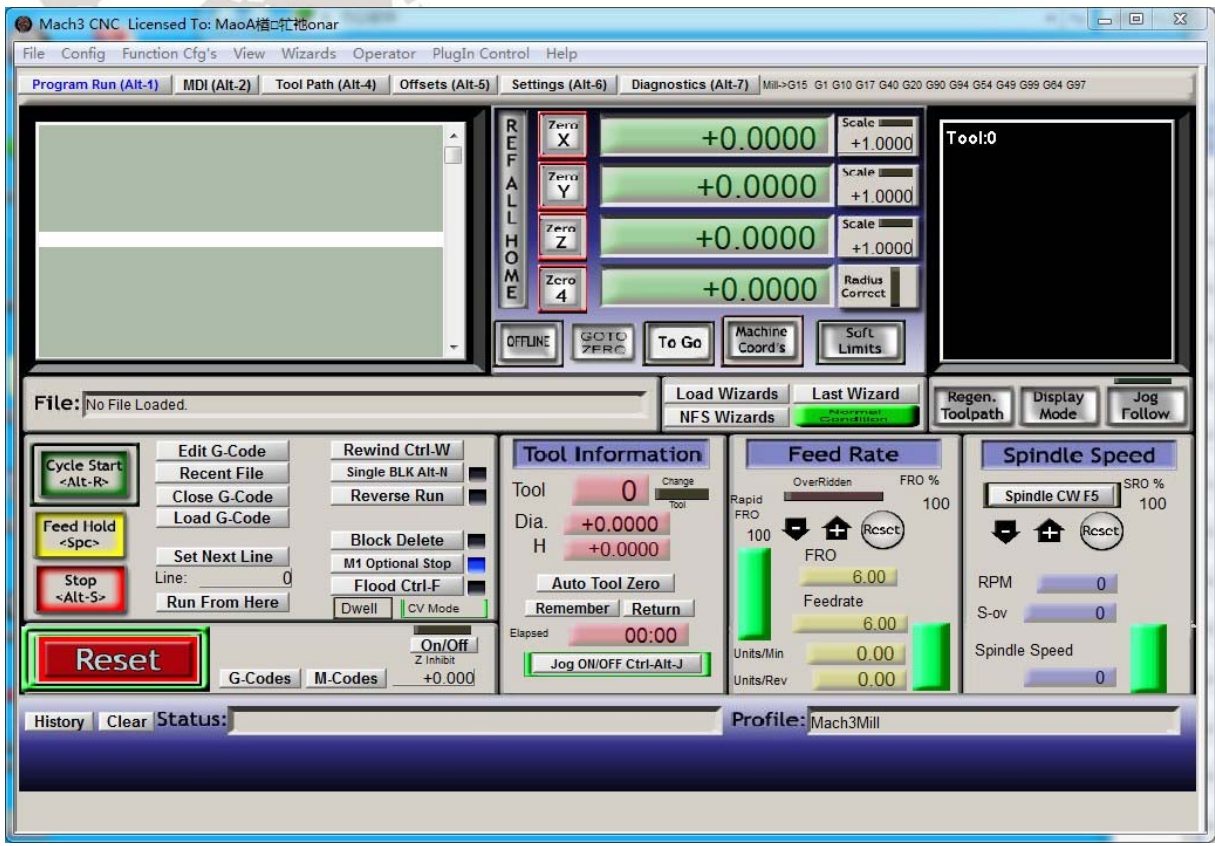 Mach3 CNC Licensed To: MaoA楢□牤祂onar
File Config Function Cfg's View Wizards Operator PlugIn Control Help
Program Run (Alt-1) MDI (Alt-2) Tool Path (Alt-4) Offsets (Alt-5) Settings (Alt-6) Diagnostics (Alt-7) Mill->G15 G1 G10 G17 G40 G20 G90 G94 G54 G49 G99 G64 G97
REF ALL HOME
Zero X +0.0000 Scale +1.0000
Zero Y +0.0000 Scale +1.0000
Zero Z +0.0000 Scale +1.0000
Zero 4 +0.0000 Radius Correct
OFFLINE GOTO ZERO To Go Machine Coord's Soft Limits
Tool:0
File: No File Loaded.
Load Wizards Last Wizard
NFS Wizards Normal Condition
Regen. Toolpath Display Mode Jog Follow
Cycle Start <Alt-R>
Feed Hold <Spc>
Stop <Alt-S>
Edit G-Code
Recent File
Close G-Code
Load G-Code
Set Next Line
Line: 0
Run From Here
Rewind Ctrl-W
Single BLK Alt-N
Reverse Run
Block Delete
M1 Optional Stop
Flood Ctrl-F
Dwell CV Mode
Reset
G-Codes M-Codes
On/Off
Z Inhibit
+0.000
Tool Information
Tool 0 Change Tool
Dia. +0.0000
H +0.0000
Auto Tool Zero
Remember Return
Elapsed 00:00
Jog ON/OFF Ctrl-Alt-J
Feed Rate
OverRidden FRO %
100
Rapid FRO
100
Reset
FRO
6.00
Feedrate
6.00
Units/Min 0.00
Units/Rev 0.00
Spindle Speed
Spindle CW F5 SRO %
100
Reset
RPM 0
S-ov 0
Spindle Speed
0
History Clear Status: Profile: Mach3Mill